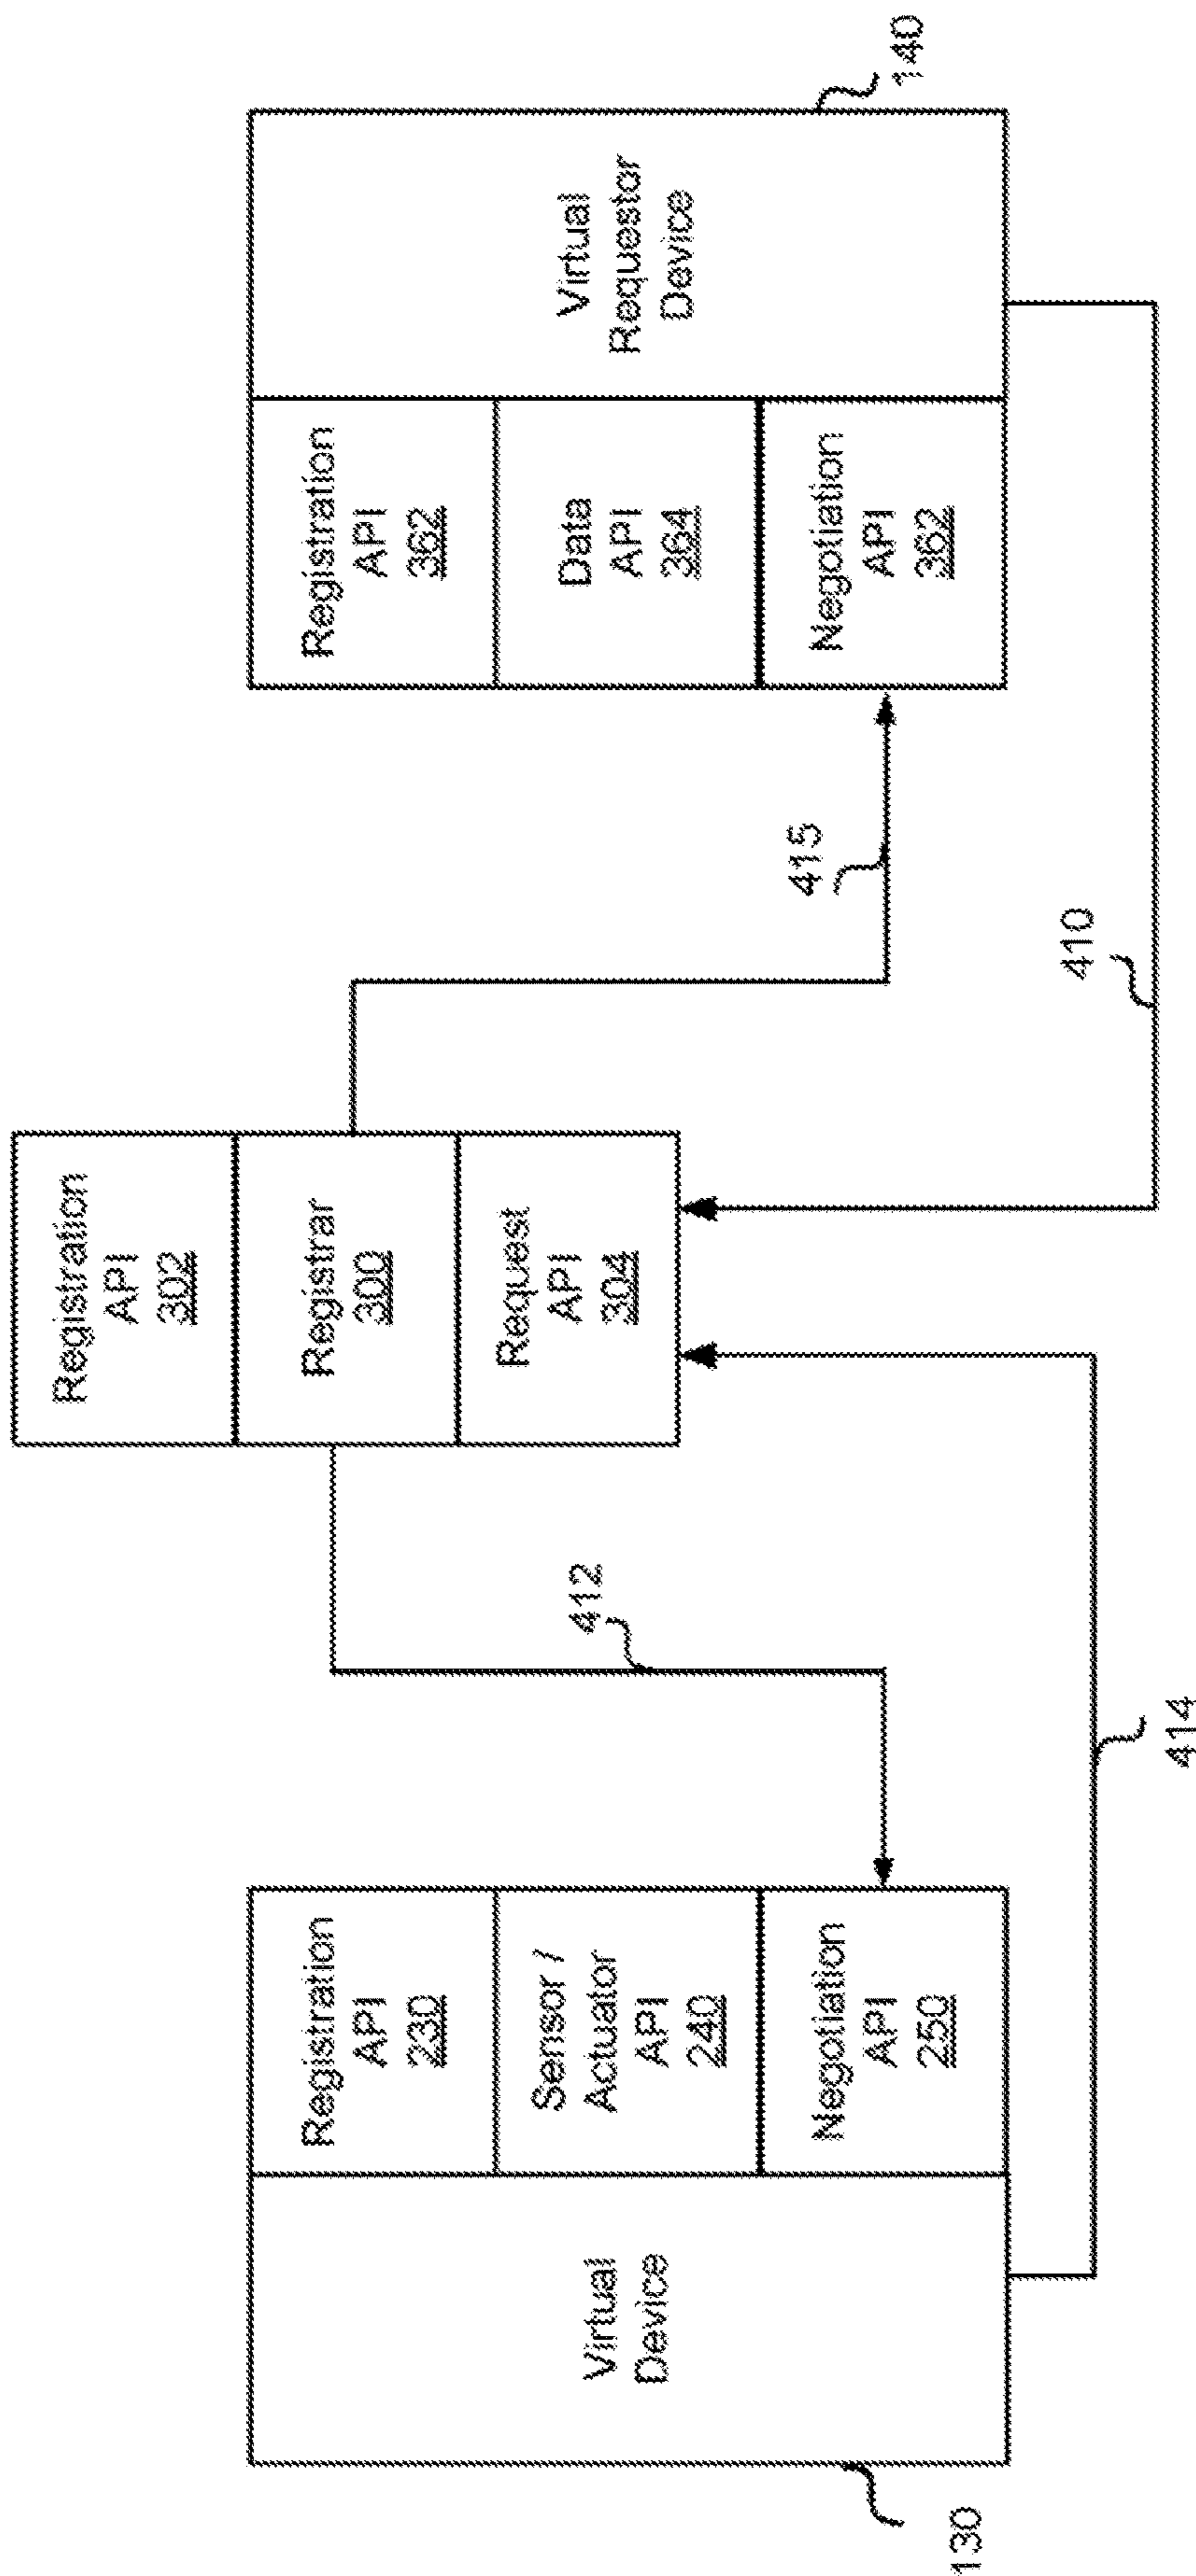 Registration
API
302
Registrar
300
Request
API
304
Virtual
Device
Registration
API
230
Sensor /
Actuator
API
240
Negotiation
API
250
130
412
414
415
410
Registration
API
362
Data
API
364
Negotiation
API
362
Virtual
Requestor
Device
140